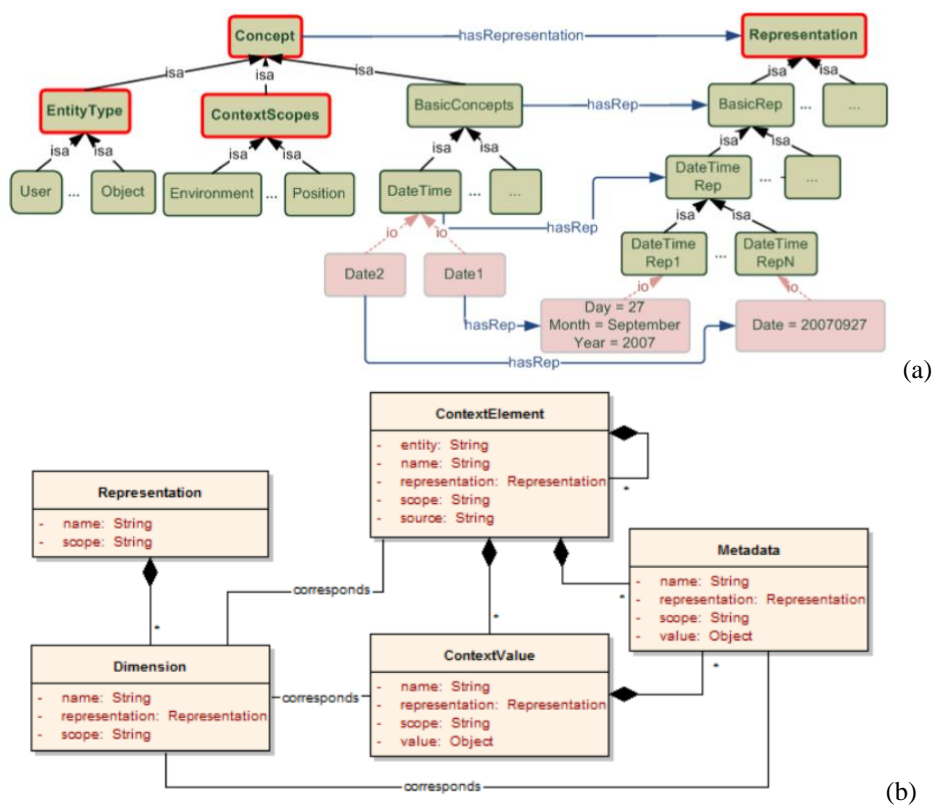 Concept
hasRepresentation
Representation
isa
isa
isa
isa
isa
EntityType
ContextScopes
BasicConcepts
hasRep
BasicRep
...
...
isa
isa
isa
isa
isa
isa
isa
isa
User
...
Object
Environment
...
Position
DateTime
...
...
DateTime
Rep
...
...
hasRep
isa
isa
io
io
DateTime
Rep1
...
DateTime
RepN
Date2
Date1
io
io
hasRep
Day = 27
Month = September
Year = 2007
Date = 20070927
hasRep
(a)
ContextElement
- entity: String
- name: String
- representation: Representation
- scope: String
- source: String
*
Representation
- name: String
- scope: String
*
Metadata
- name: String
- representation: Representation
- scope: String
- value: Object
corresponds
*
*
*
Dimension
- name: String
- representation: Representation
- scope: String
corresponds
ContextValue
- name: String
- representation: Representation
- scope: String
- value: Object
corresponds
(b)